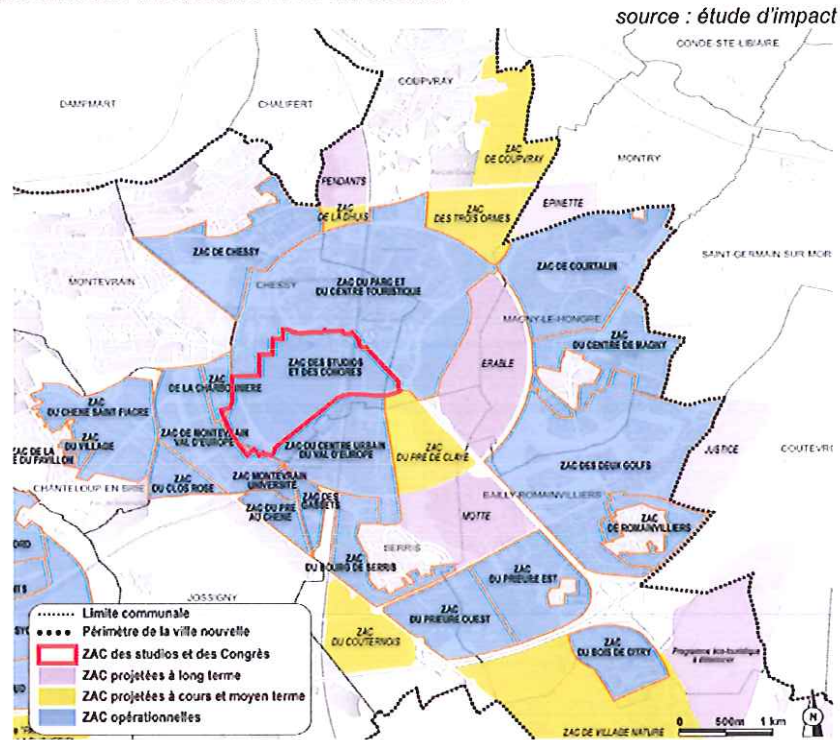 source : étude d'impact
CONDE-STE-LIBIAIRE
COUPVRAY
DAMPMART
CHALIFERT
ZAC
DE COUPVRAY
MONTRY
PENDANTS
ZAC
DE LA DHUIS
ZAC
DES TROIS ORMES
EPINETTE
ZAC DE CHESSY
ZAC DE COURTALIN
SAINT-GERMAIN SUR MOR
MONTEVRAIN
CHESSY
ZAC DU PARC ET
DU CENTRE TOURISTIQUE
MAGNY-LE-HONGRE
ZAC
DU CENTRE DE MAGNY
ERABLE
ZAC DES STUDIOS
ET DES CONGRES
ZAC
DE LA CHARBONNIERE
ZAC
DU CHENE SAINT FIACRE
ZAC
DU VILLAGE
ZAC DE MONTEVRAIN
VAL D'EUROPE
ZAC DU CENTRE URBAIN
DU VAL D'EUROPE
ZAC
DU PRE DE CLAYE
JUSTICE
COUTEVRO
ZAC DE LA
E DU PAVILLON
ZAC DES DEUX GOLFS
CHANTELOUP-EN-BRIE
ZAC
DU CLOS ROSE
ZAC MONTEVRAIN
UNIVERSITE
BAILLY-ROMAINVILLIERS
ZAC DES
GASSETS
ZAC DU PRE
AU CHENE
MOTTE
ZAC
DE ROMAINVILLIERS
SERRIS
ZAC
DU BOURG DE SERRIS
ZAC
DU PRIEURE EST
JOSSIGNY
ZAC
DU PRIEURE OUEST
ZAC
DU COUTERNOIS
ZAC
DU BOIS DE CITRY
Programme éco-touristique
à déterminer
ZAC DE VILLAGE NATURE
Limite communale
Périmètre de la ville nouvelle
ZAC des studios et des Congrès
ZAC projetées à long terme
ZAC projetées à cours et moyen terme
ZAC opérationnelles
0 500m 1 km
N